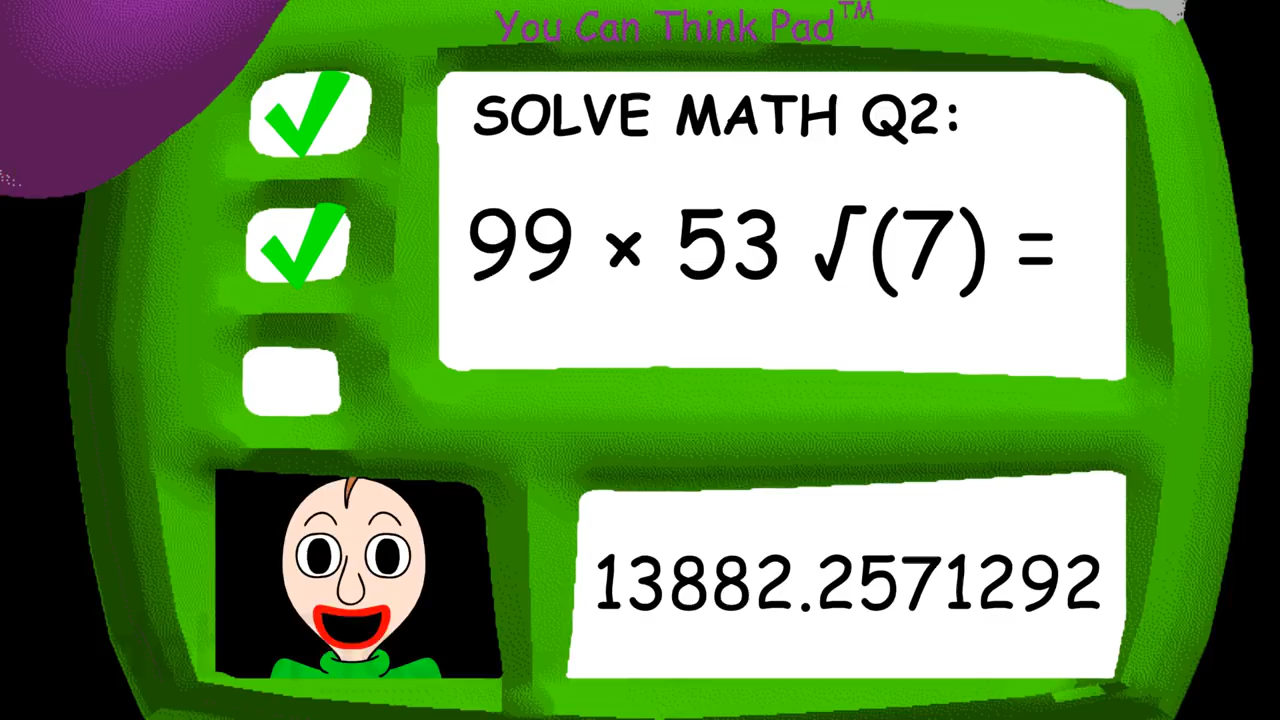 You Can Think Pad™
SOLVE MATH Q2:
99 × 53 √(7) =
13882.2571292